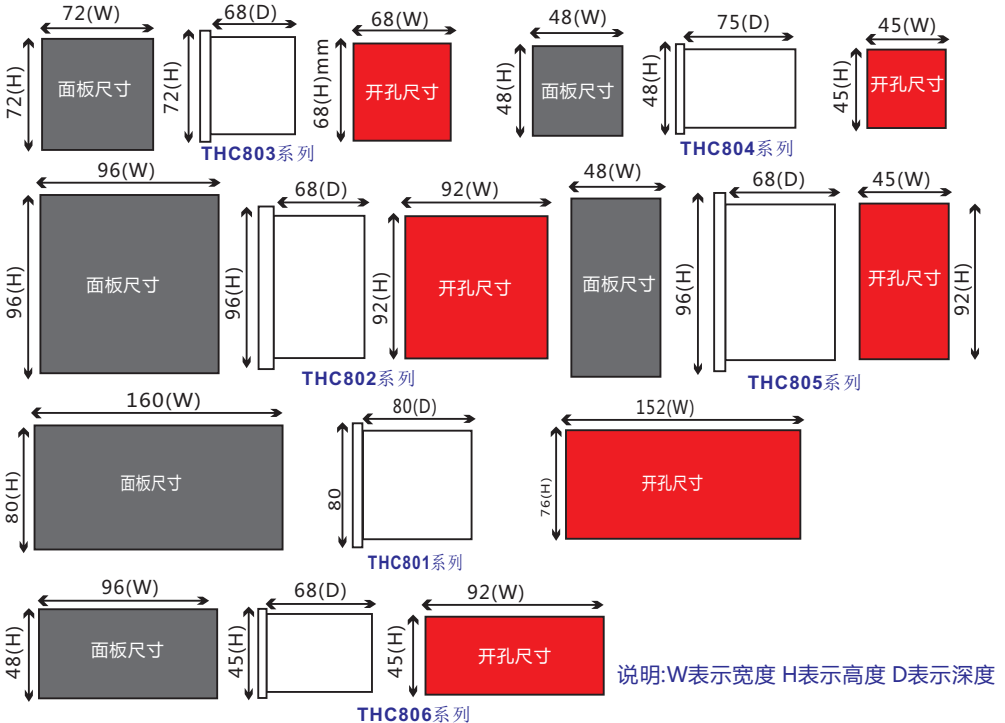 72(W)
68(D)
68(W)
48(W)
75(D)
45(W)
72(H)
面板尺寸
72(H)
68(H)mm
开孔尺寸
48(H)
面板尺寸
48(H)
45(H)
开孔尺寸
THC803系列
THC804系列
96(W)
68(D)
92(W)
48(W)
68(D)
45(W)
96(H)
面板尺寸
96(H)
92(H)
开孔尺寸
面板尺寸
96(H)
开孔尺寸
92(H)
THC802系列
THC805系列
160(W)
80(D)
152(W)
80(H)
面板尺寸
80
76(H)
开孔尺寸
THC801系列
96(W)
68(D)
92(W)
48(H)
面板尺寸
45(H)
45(H)
开孔尺寸
说明:W表示宽度 H表示高度 D表示深度
THC806系列